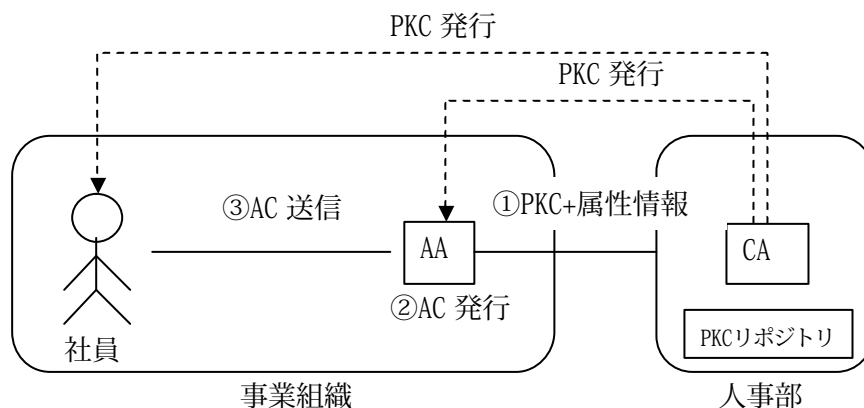 PKC 発行
PKC 発行
③AC 送信
①PKC+属性情報
AA
CA
②AC 発行
社員
PKCリポジトリ
事業組織
人事部